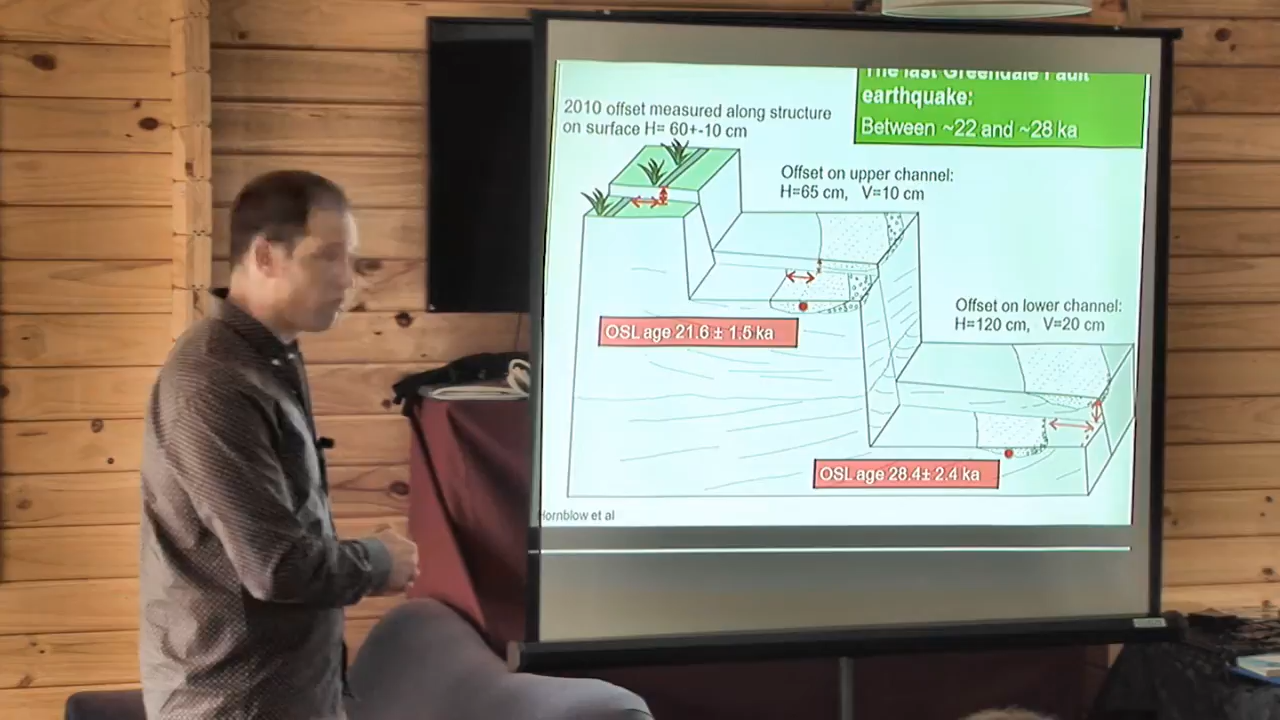 The last Greendale Fault
earthquake:
Between ~22 and ~28 ka
2010 offset measured along structure
on surface H= 60+-10 cm
Offset on upper channel:
H=65 cm, V=10 cm
Offset on lower channel:
H=120 cm, V=20 cm
OSL age 21.6 ± 1.5 ka
OSL age 28.4± 2.4 ka
Hornblow et al